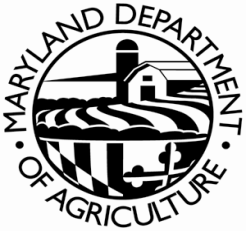 MARYLAND DEPARTMENT
• OF AGRICULTURE •